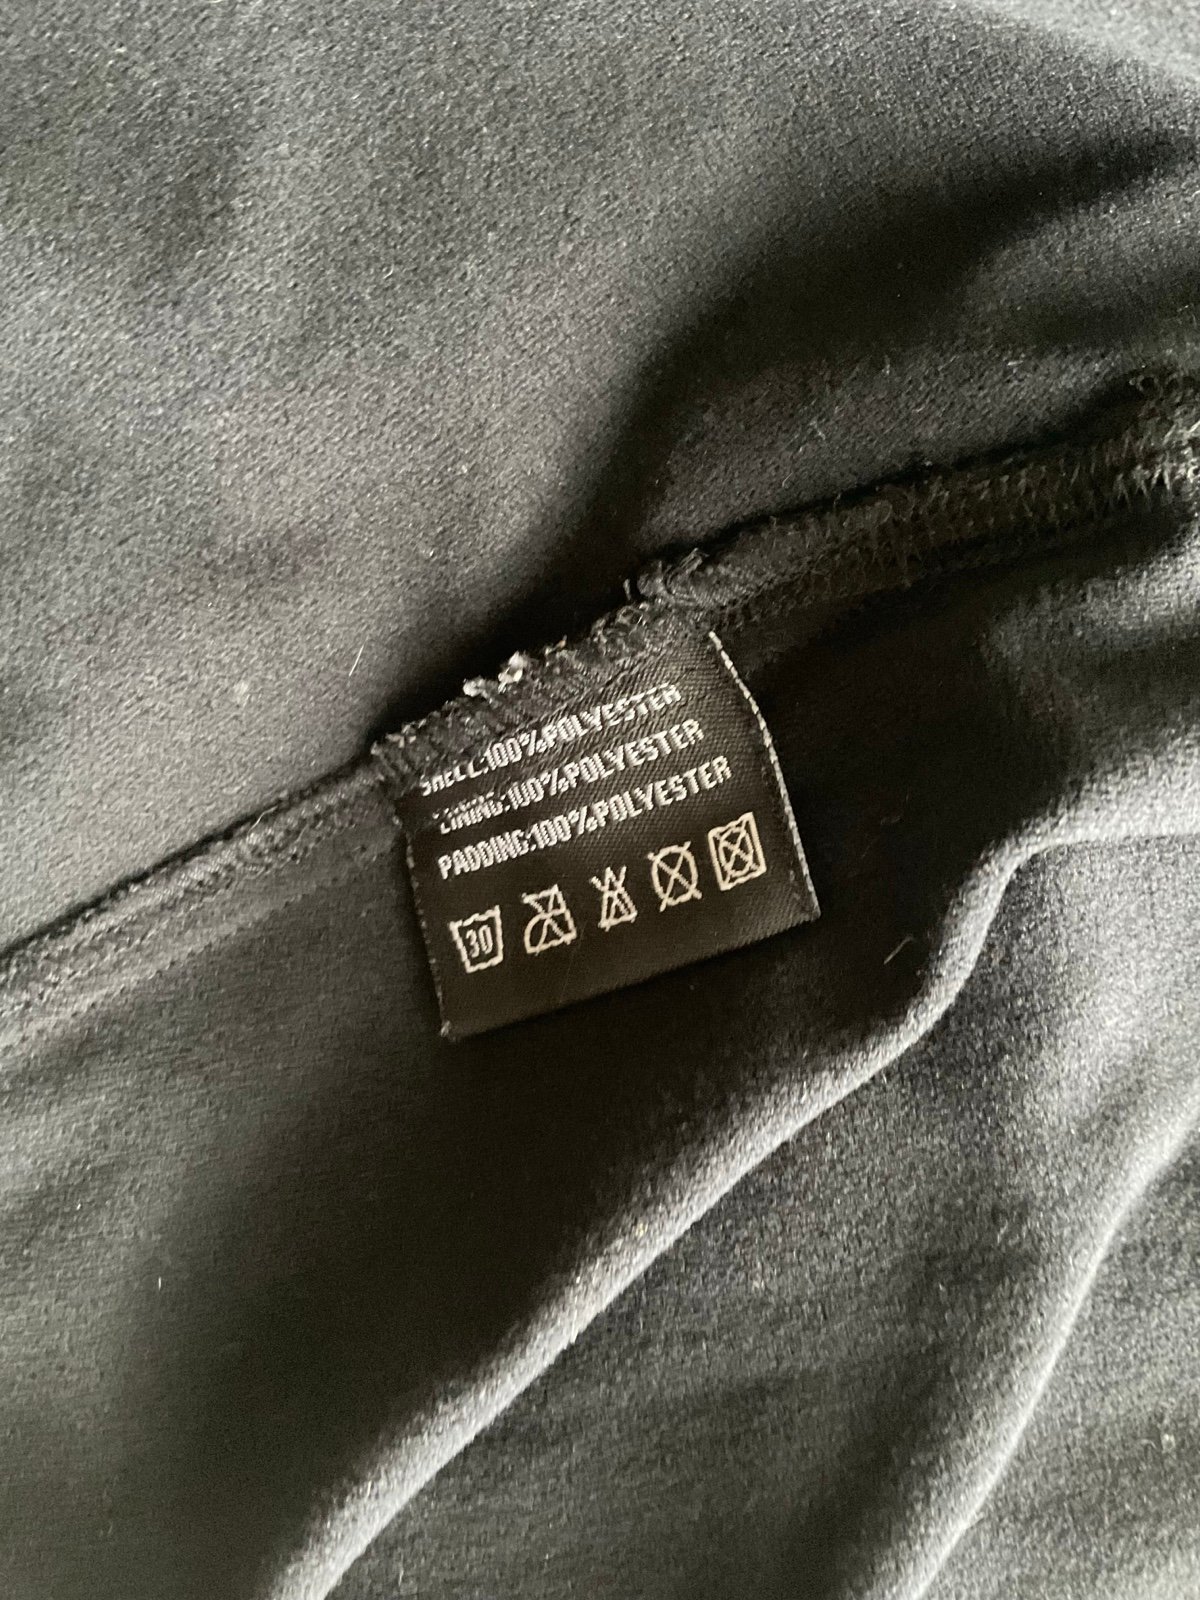 SHELL:100%POLYESTER
LINING:100%POLYESTER
PADDING:100%POLYESTER
30